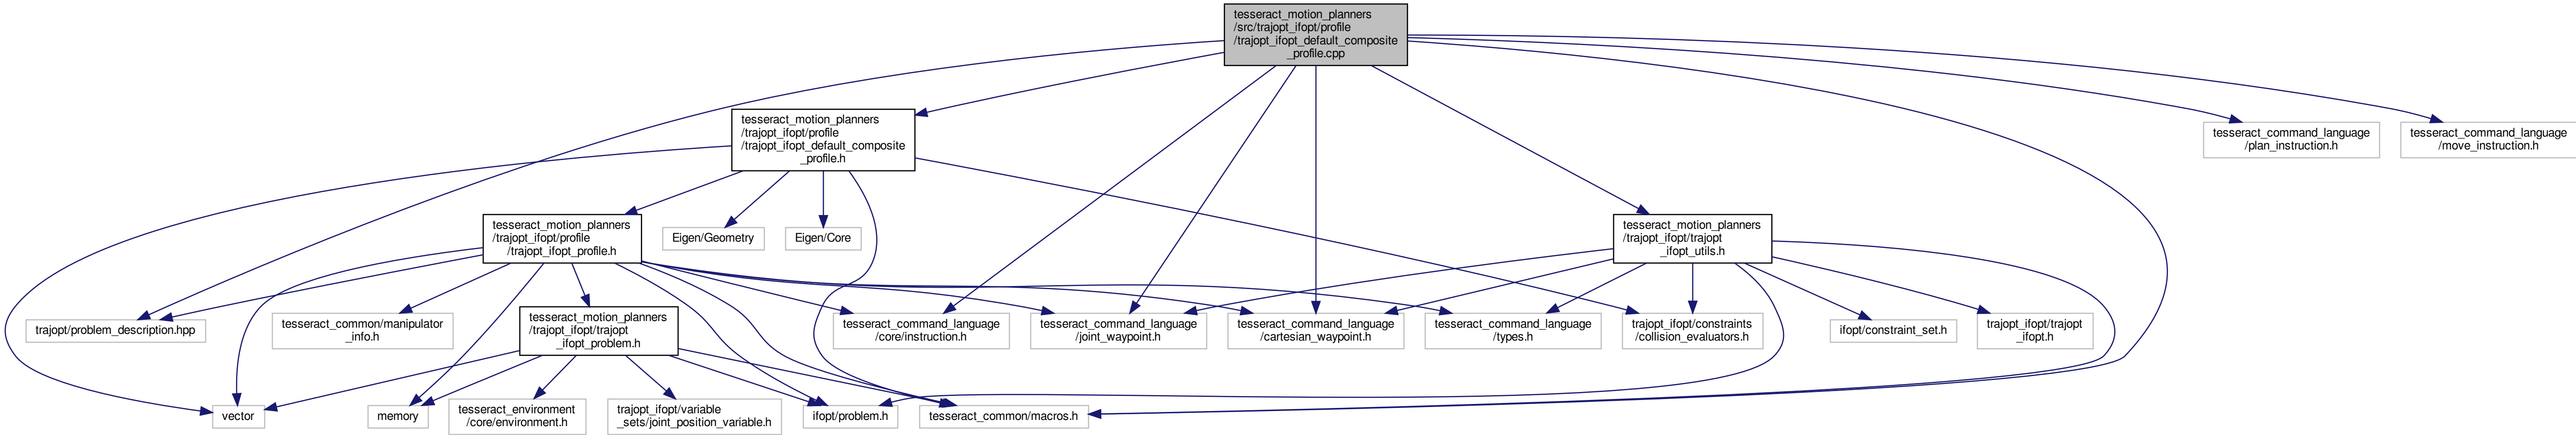 tesseract_motion_planners
/src/trajopt_ifopt/profile
/trajopt_ifopt_default_composite
_profile.cpp
tesseract_motion_planners
/trajopt_ifopt/profile
/trajopt_ifopt_default_composite
_profile.h
tesseract_command_language
/plan_instruction.h
tesseract_command_language
/move_instruction.h
tesseract_motion_planners
/trajopt_ifopt/profile
/trajopt_ifopt_profile.h
Eigen/Geometry
Eigen/Core
tesseract_motion_planners
/trajopt_ifopt/trajopt
_ifopt_utils.h
trajopt/problem_description.hpp
tesseract_common/manipulator
_info.h
tesseract_motion_planners
/trajopt_ifopt/trajopt
_ifopt_problem.h
tesseract_command_language
/core/instruction.h
tesseract_command_language
/joint_waypoint.h
tesseract_command_language
/cartesian_waypoint.h
tesseract_command_language
/types.h
trajopt_ifopt/constraints
/collision_evaluators.h
ifopt/constraint_set.h
trajopt_ifopt/trajopt
_ifopt.h
vector
memory
tesseract_environment
/core/environment.h
trajopt_ifopt/variable
_sets/joint_position_variable.h
ifopt/problem.h
tesseract_common/macros.h